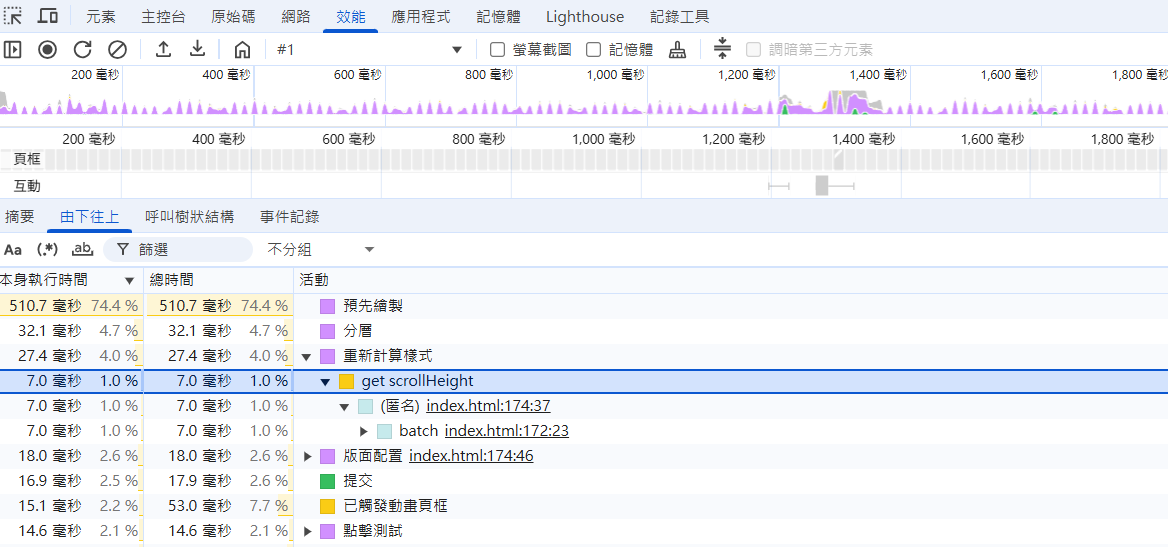 元素 主控台 原始碼 網路 效能 應用程式 記憶體 Lighthouse 記錄工具
#1 螢幕截圖 記憶體 調暗第三方元素
200 毫秒 400 毫秒 600 毫秒 800 毫秒 1,000 毫秒 1,200 毫秒 1,400 毫秒 1,600 毫秒 1,800 毫秒
200 毫秒 400 毫秒 600 毫秒 800 毫秒 1,000 毫秒 1,200 毫秒 1,400 毫秒 1,600 毫秒 1,800 毫秒
頁框
互動
摘要 由下往上 呼叫樹狀結構 事件記錄
Aa (.*) ab 篩選 不分組
本身執行時間 總時間 活動
510.7 毫秒 74.4 % 510.7 毫秒 74.4 % 預先繪製
32.1 毫秒 4.7 % 32.1 毫秒 4.7 % 分層
27.4 毫秒 4.0 % 27.4 毫秒 4.0 % 重新計算樣式
7.0 毫秒 1.0 % 7.0 毫秒 1.0 % get scrollHeight
7.0 毫秒 1.0 % 7.0 毫秒 1.0 % (匿名) index.html:174:37
7.0 毫秒 1.0 % 7.0 毫秒 1.0 % batch index.html:172:23
18.0 毫秒 2.6 % 18.0 毫秒 2.6 % 版面配置 index.html:174:46
16.9 毫秒 2.5 % 17.9 毫秒 2.6 % 提交
15.1 毫秒 2.2 % 53.0 毫秒 7.7 % 已觸發動畫頁框
14.6 毫秒 2.1 % 14.6 毫秒 2.1 % 點擊測試